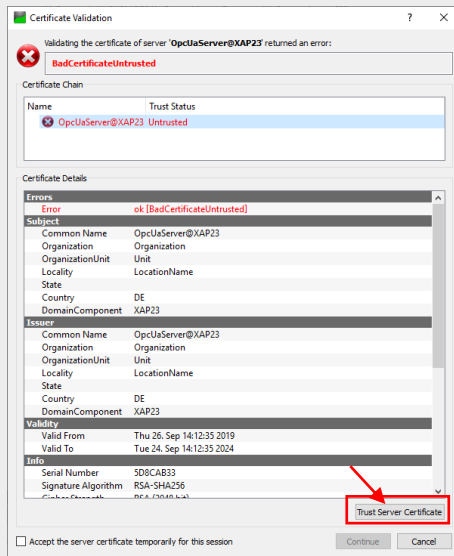 Certificate Validation
Validating the certificate of server 'OpcUaServer@XAP23' returned an error:
BadCertificateUntrusted
Certificate Chain
Name Trust Status
OpcUaServer@XAP23 Untrusted
Certificate Details
Errors
Error ok [BadCertificateUntrusted]
Subject
Common Name OpcUaServer@XAP23
Organization Organization
OrganizationUnit Unit
Locality LocationName
State
Country DE
DomainComponent XAP23
Issuer
Common Name OpcUaServer@XAP23
Organization Organization
OrganizationUnit Unit
Locality LocationName
State
Country DE
DomainComponent XAP23
Validity
Valid From Thu 26. Sep 14:12:35 2019
Valid To Tue 24. Sep 14:12:35 2024
Info
Serial Number 5D8CAB33
Signature Algorithm RSA-SHA256
Cipher Strength RSA (2048 bit)
Trust Server Certificate
Accept the server certificate temporarily for this session
Continue Cancel